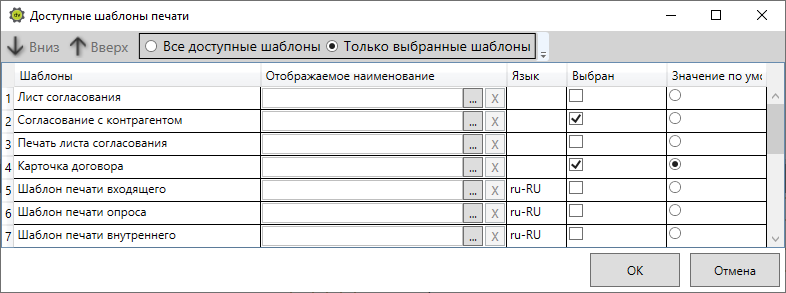 Доступные шаблоны печати
Вниз Вверх Все доступные шаблоны Только выбранные шаблоны
Шаблоны Отображаемое наименование Язык Выбран Значение по умо
1 Лист согласования ... X
2 Согласование с контрагентом ... X
3 Печать листа согласования ... X
4 Карточка договора ... X
5 Шаблон печати входящего ... X ru-RU
6 Шаблон печати опроса ... X ru-RU
7 Шаблон печати внутреннего ... X ru-RU
ОК Отмена